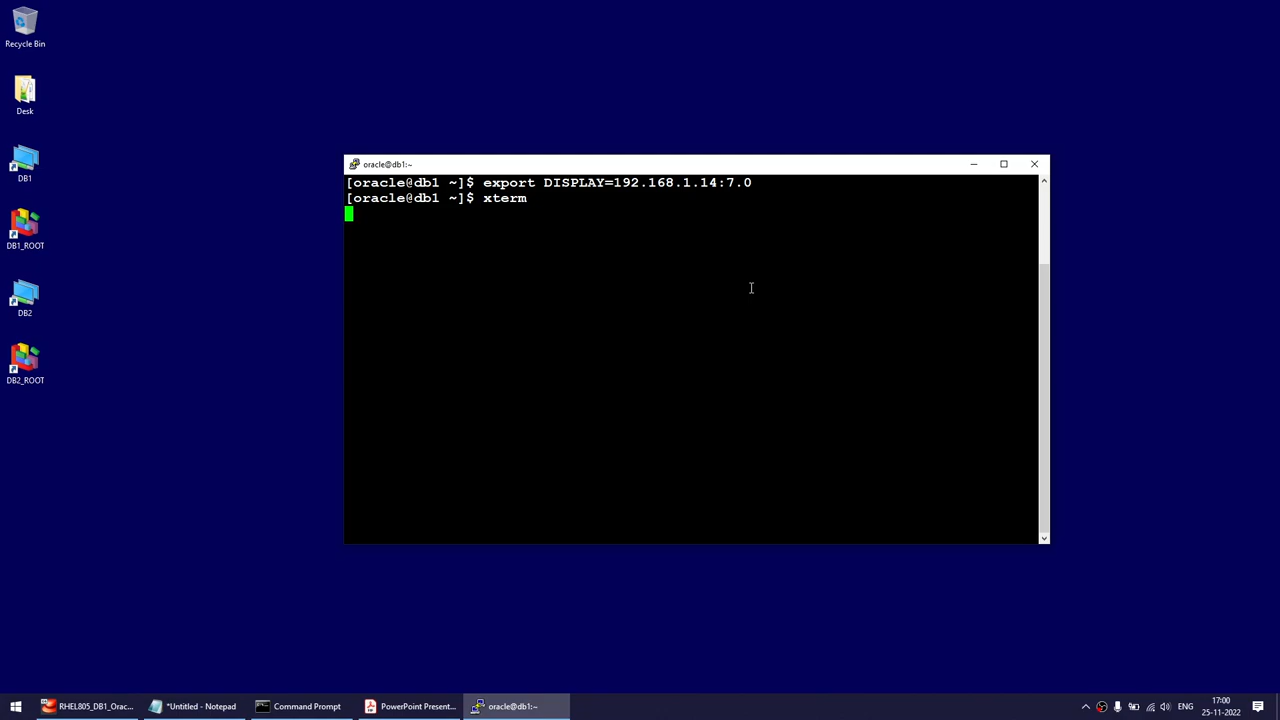 Recycle Bin
Desk
DB1
DB1_ROOT
DB2
DB2_ROOT
oracle@db1:~
[oracle@db1 ~]$ export DISPLAY=192.168.1.14:7.0
[oracle@db1 ~]$ xterm
RHEL805_DB1_Orac...
*Untitled - Notepad
Command Prompt
PowerPoint Present...
oracle@db1:~
ENG
17:00
25-11-2022